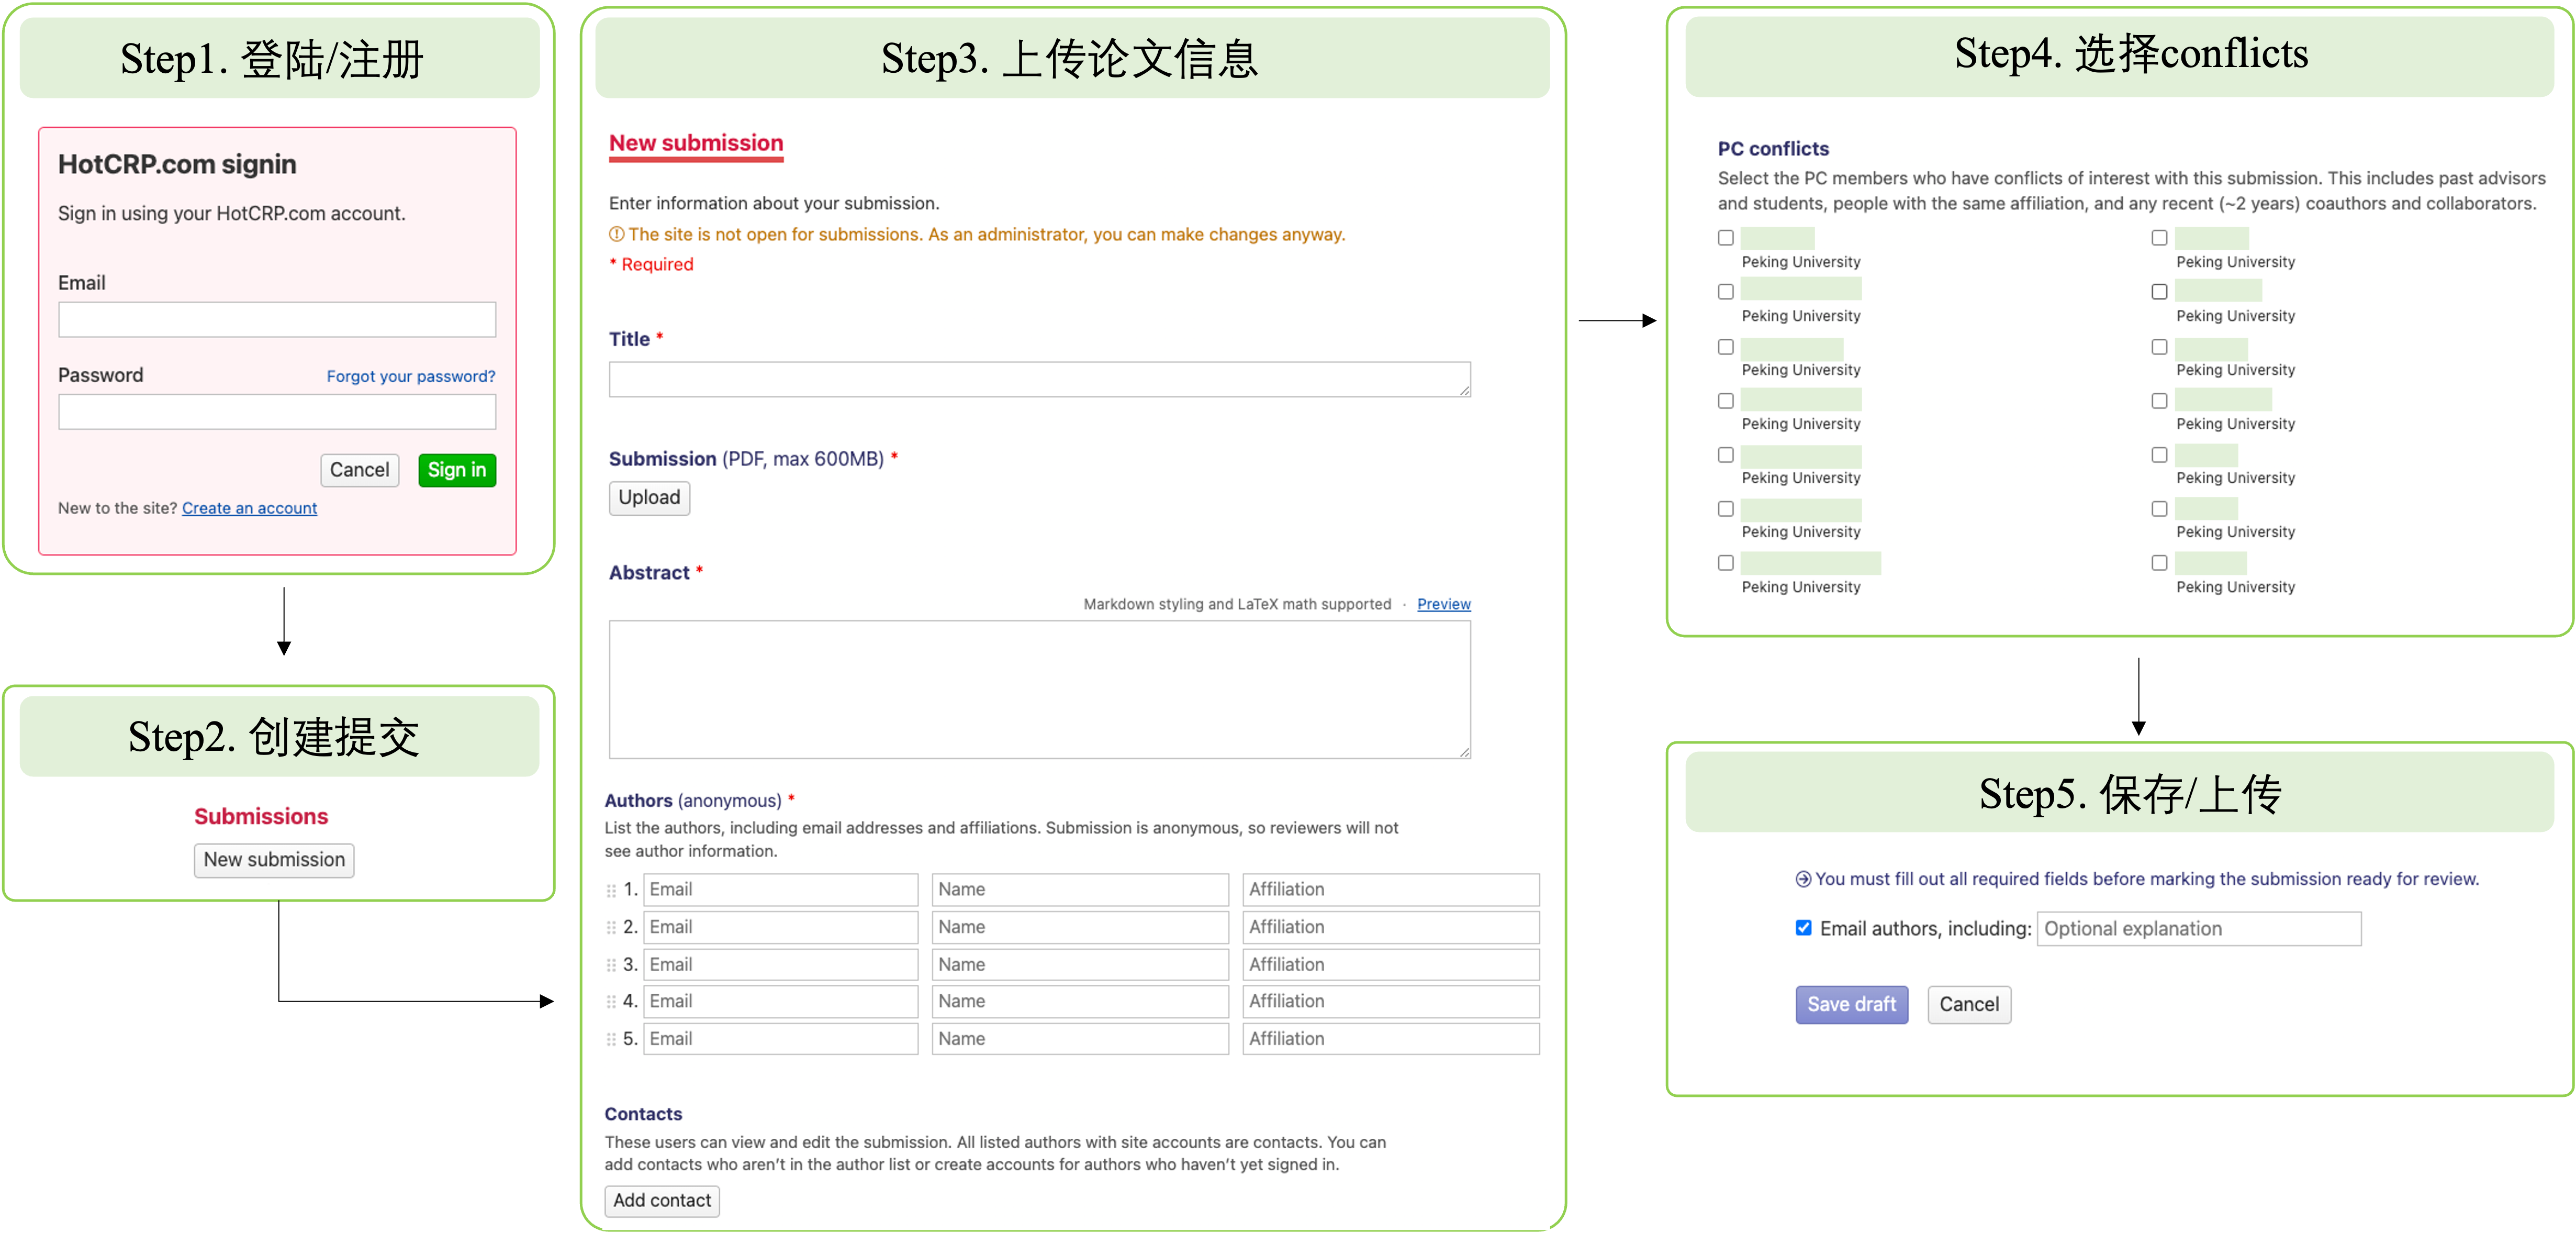 Step1. 登陆/注册
HotCRP.com signin
Sign in using your HotCRP.com account.
Email
Password
Forgot your password?
Cancel
Sign in
New to the site? Create an account
Step2. 创建提交
Submissions
New submission
Step3. 上传论文信息
New submission
Enter information about your submission.
The site is not open for submissions. As an administrator, you can make changes anyway.
* Required
Title *
Submission (PDF, max 600MB) *
Upload
Abstract *
Markdown styling and LaTeX math supported · Preview
Authors (anonymous) *
List the authors, including email addresses and affiliations. Submission is anonymous, so reviewers will not
see author information.
1. Email Name Affiliation
2. Email Name Affiliation
3. Email Name Affiliation
4. Email Name Affiliation
5. Email Name Affiliation
Contacts
These users can view and edit the submission. All listed authors with site accounts are contacts. You can
add contacts who aren't in the author list or create accounts for authors who haven't yet signed in.
Add contact
Step4. 选择conflicts
PC conflicts
Select the PC members who have conflicts of interest with this submission. This includes past advisors
and students, people with the same affiliation, and any recent (~2 years) coauthors and collaborators.
Peking University
Peking University
Peking University
Peking University
Peking University
Peking University
Peking University
Peking University
Peking University
Peking University
Peking University
Peking University
Peking University
Peking University
Step5. 保存/上传
You must fill out all required fields before marking the submission ready for review.
Email authors, including: Optional explanation
Save draft
Cancel